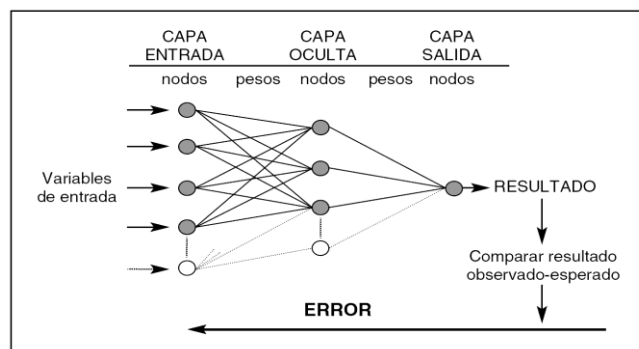 CAPA CAPA CAPA
ENTRADA OCULTA SALIDA
nodos pesos nodos pesos nodos
Variables
de entrada
RESULTADO
Comparar resultado
observado-esperado
ERROR